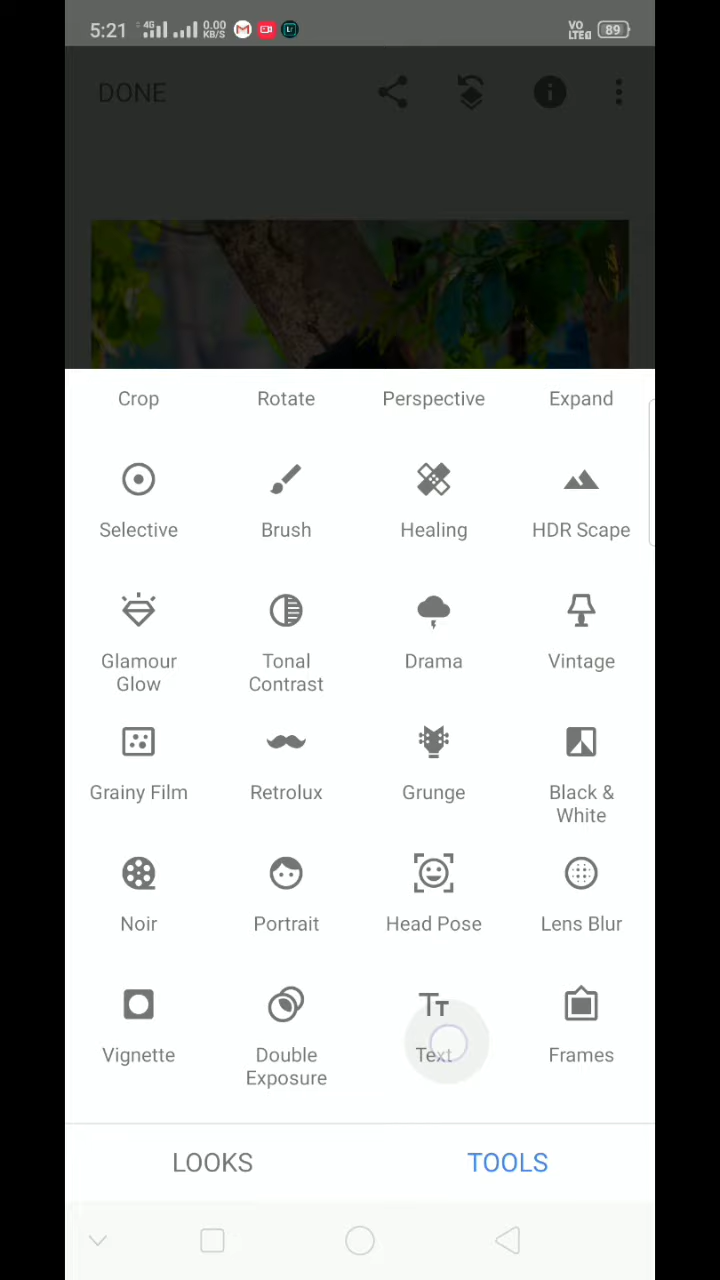 5:21 4G 0.00 KB/S VO LTE 89
DONE
Crop Rotate Perspective Expand
Selective Brush Healing HDR Scape
Glamour Glow Tonal Contrast Drama Vintage
Grainy Film Retrolux Grunge Black & White
Noir Portrait Head Pose Lens Blur
Vignette Double Exposure Text Frames
LOOKS TOOLS